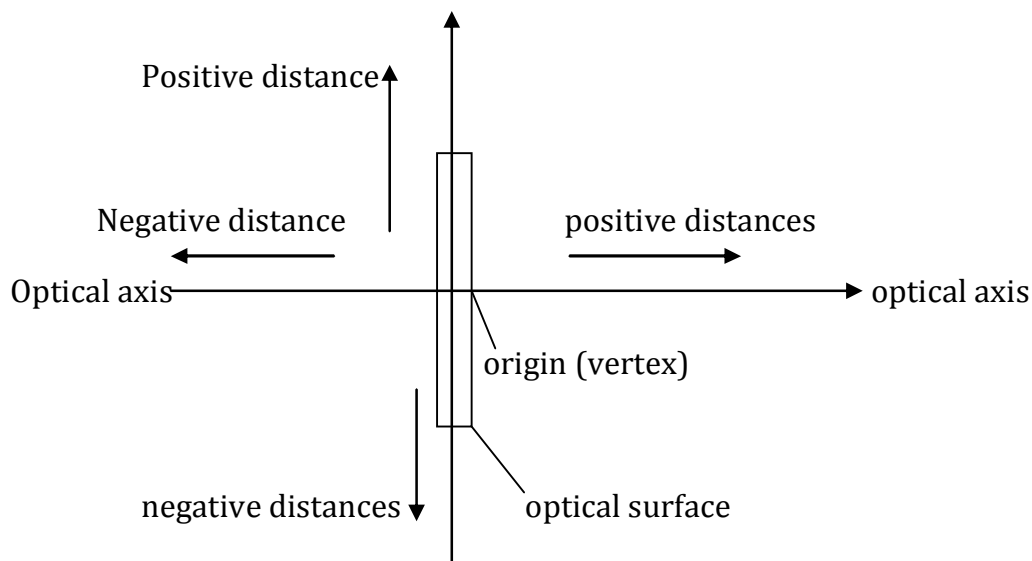 Positive distance
Negative distance
positive distances
Optical axis
optical axis
origin (vertex)
negative distances
optical surface